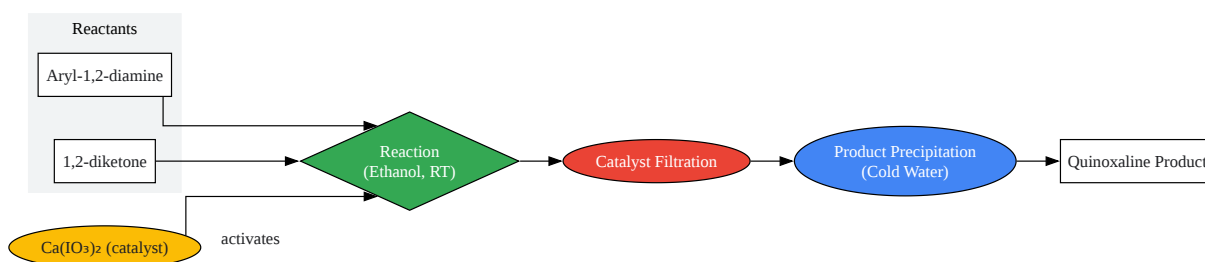 Reactants
Aryl-1,2-diamine
1,2-diketone
Ca(IO₃)₂ (catalyst)
activates
Reaction
(Ethanol, RT)
Catalyst Filtration
Product Precipitation
(Cold Water)
Quinoxaline Product